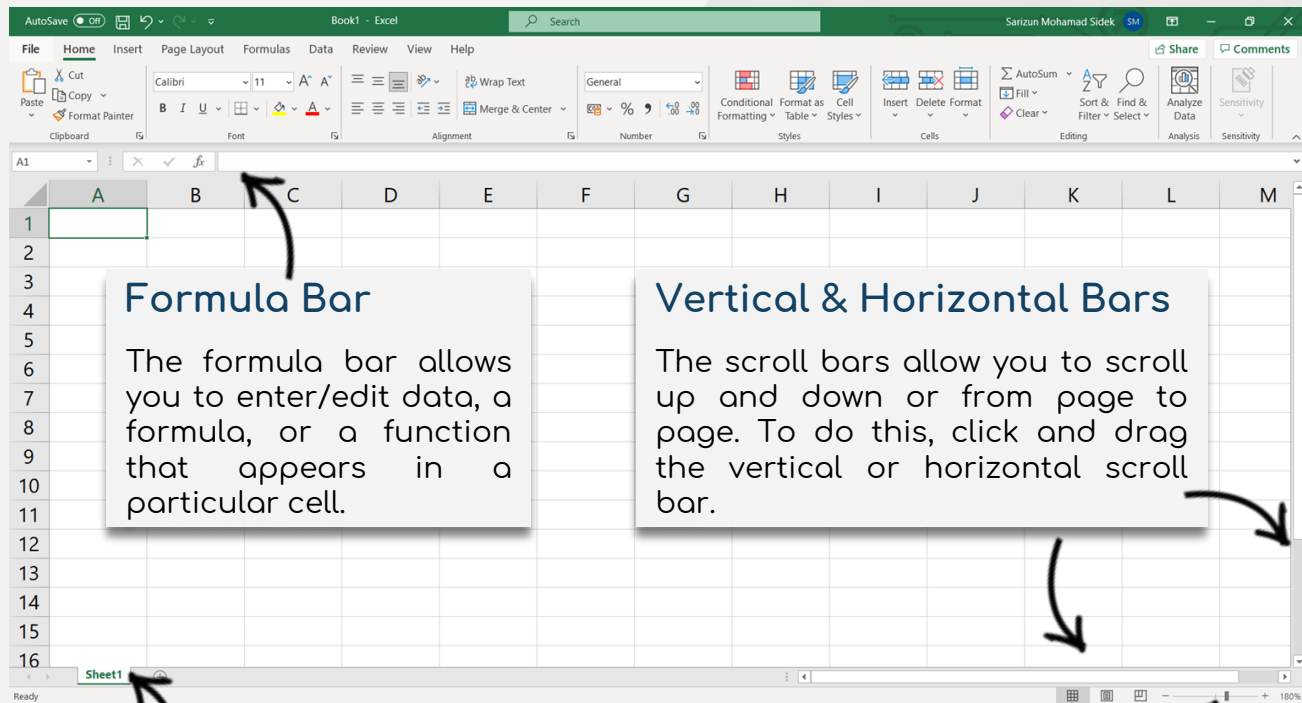 AutoSave Off Book1 - Excel Search Sarizun Mohamad Sidek SM
File Home Insert Page Layout Formulas Data Review View Help Share Comments
Paste
Cut
Copy
Format Painter
Clipboard
Calibri 11 A^ A˅
B I U A
Font
Wrap Text
Merge & Center
Alignment
General
% 9 .00 .00
Number
Conditional Formatting
Format as Table
Cell Styles
Styles
Insert Delete Format
Cells
AutoSum
Fill
Clear
Sort & Filter
Find & Select
Editing
Analyze Data
Analysis
Sensitivity
Sensitivity
A1 fx
A B C D E F G H I J K L M
1
2
3
4
5
6
7
8
9
10
11
12
13
14
15
16
Formula Bar
The formula bar allows
you to enter/edit data, a
formula, or a function
that appears in a
particular cell.
Vertical & Horizontal Bars
The scroll bars allow you to scroll
up and down or from page to
page. To do this, click and drag
the vertical or horizontal scroll
bar.
Sheet1
Ready 180%